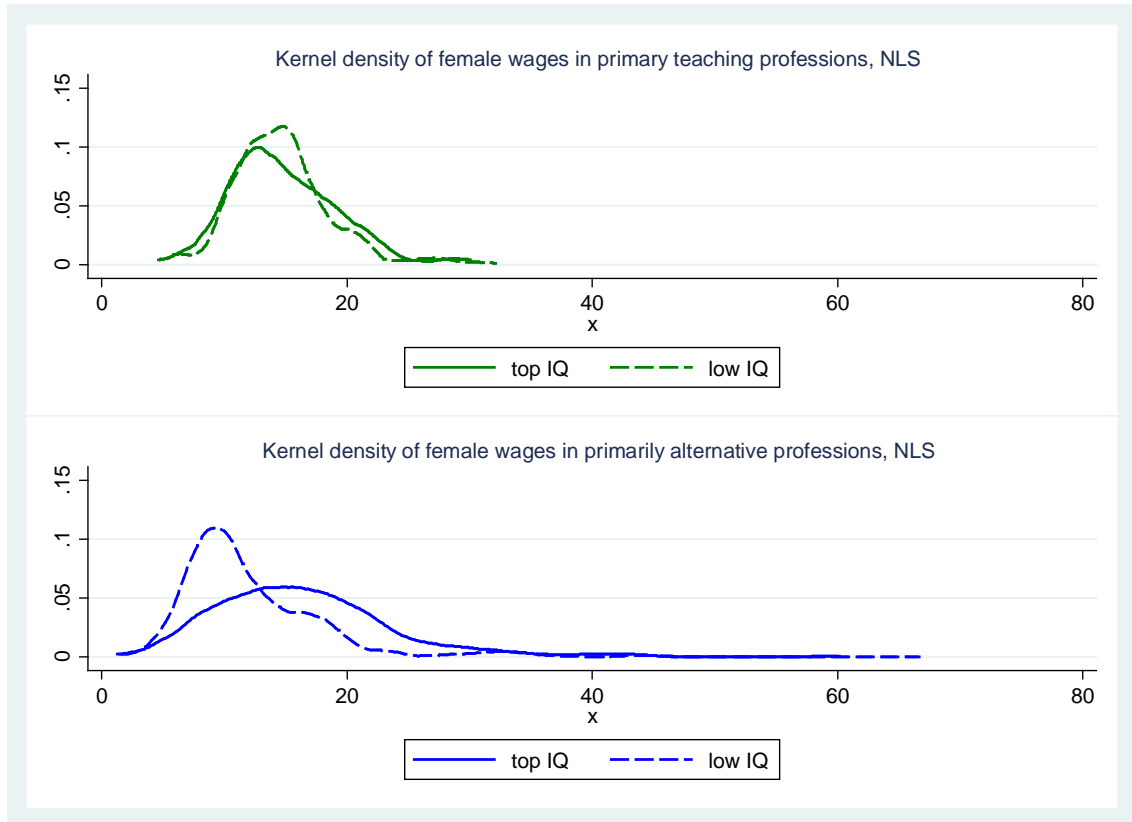 Kernel density of female wages in primary teaching professions, NLS
.15
.1
.05
0
0 20 40 60 80
x
top IQ low IQ
Kernel density of female wages in primarily alternative professions, NLS
.15
.1
.05
0
0 20 40 60 80
x
top IQ low IQ